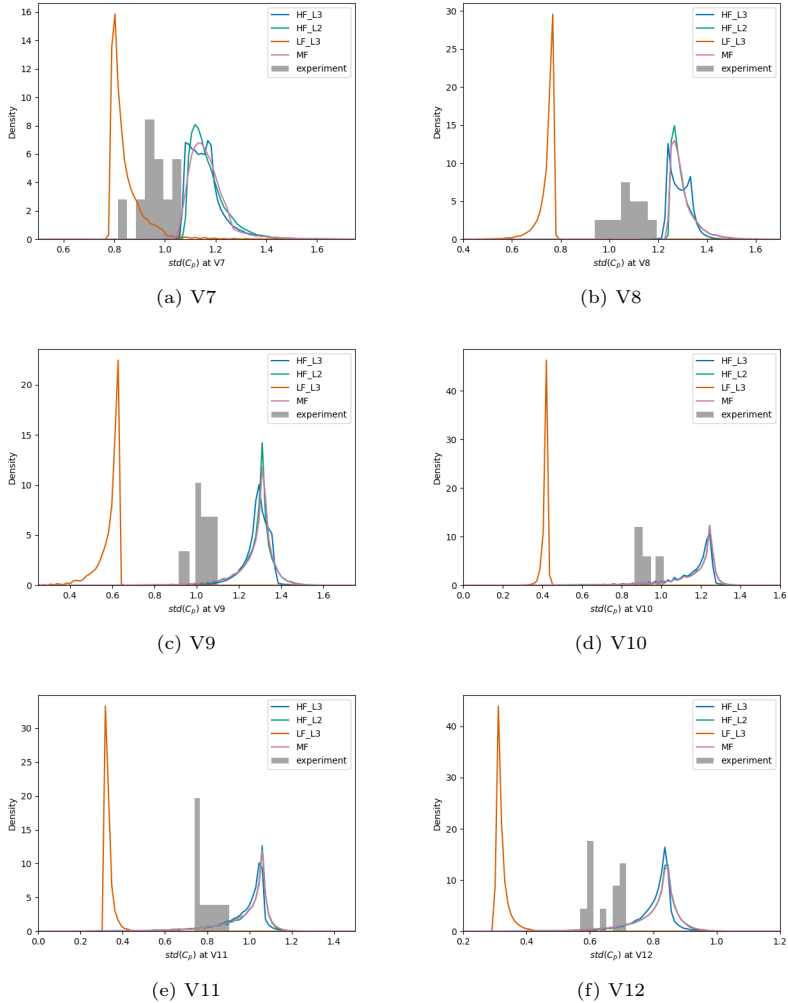 16
14
12
10
8
6
4
2
0
Density
0.6
0.8
1.0
1.2
1.4
1.6
std(Cp) at V7
HF_L3
HF_L2
LF_L3
MF
experiment
(a) V7
30
25
20
15
10
5
0
Density
0.4
0.6
0.8
1.0
1.2
1.4
1.6
std(Cp) at V8
HF_L3
HF_L2
LF_L3
MF
experiment
(b) V8
20
15
10
5
0
Density
0.4
0.6
0.8
1.0
1.2
1.4
1.6
std(Cp) at V9
HF_L3
HF_L2
LF_L3
MF
experiment
(c) V9
40
30
20
10
0
Density
0.0
0.2
0.4
0.6
0.8
1.0
1.2
1.4
1.6
std(Cp) at V10
HF_L3
HF_L2
LF_L3
MF
experiment
(d) V10
30
25
20
15
10
5
0
Density
0.0
0.2
0.4
0.6
0.8
1.0
1.2
1.4
std(Cp) at V11
HF_L3
HF_L2
LF_L3
MF
experiment
(e) V11
40
30
20
10
0
Density
0.2
0.4
0.6
0.8
1.0
1.2
std(Cp) at V12
HF_L3
HF_L2
LF_L3
MF
experiment
(f) V12